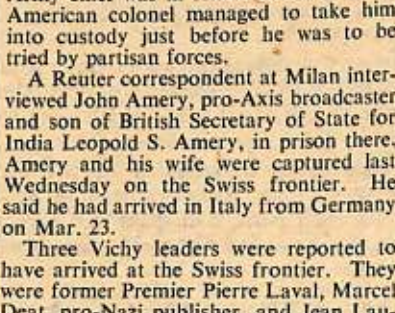 American colonel managed to take him
into custody just before he was to be
tried by partisan forces.
A Reuter correspondent at Milan inter-
viewed John Amery, pro-Axis broadcaster
and son of British Secretary of State for
India Leopold S. Amery, in prison there.
Amery and his wife were captured last
Wednesday on the Swiss frontier. He
said he had arrived in Italy from Germany
on Mar. 23.
Three Vichy leaders were reported to
have arrived at the Swiss frontier. They
were former Premier Pierre Laval, Marcel
Deat, pro-Nazi publisher, and Jean Lau-